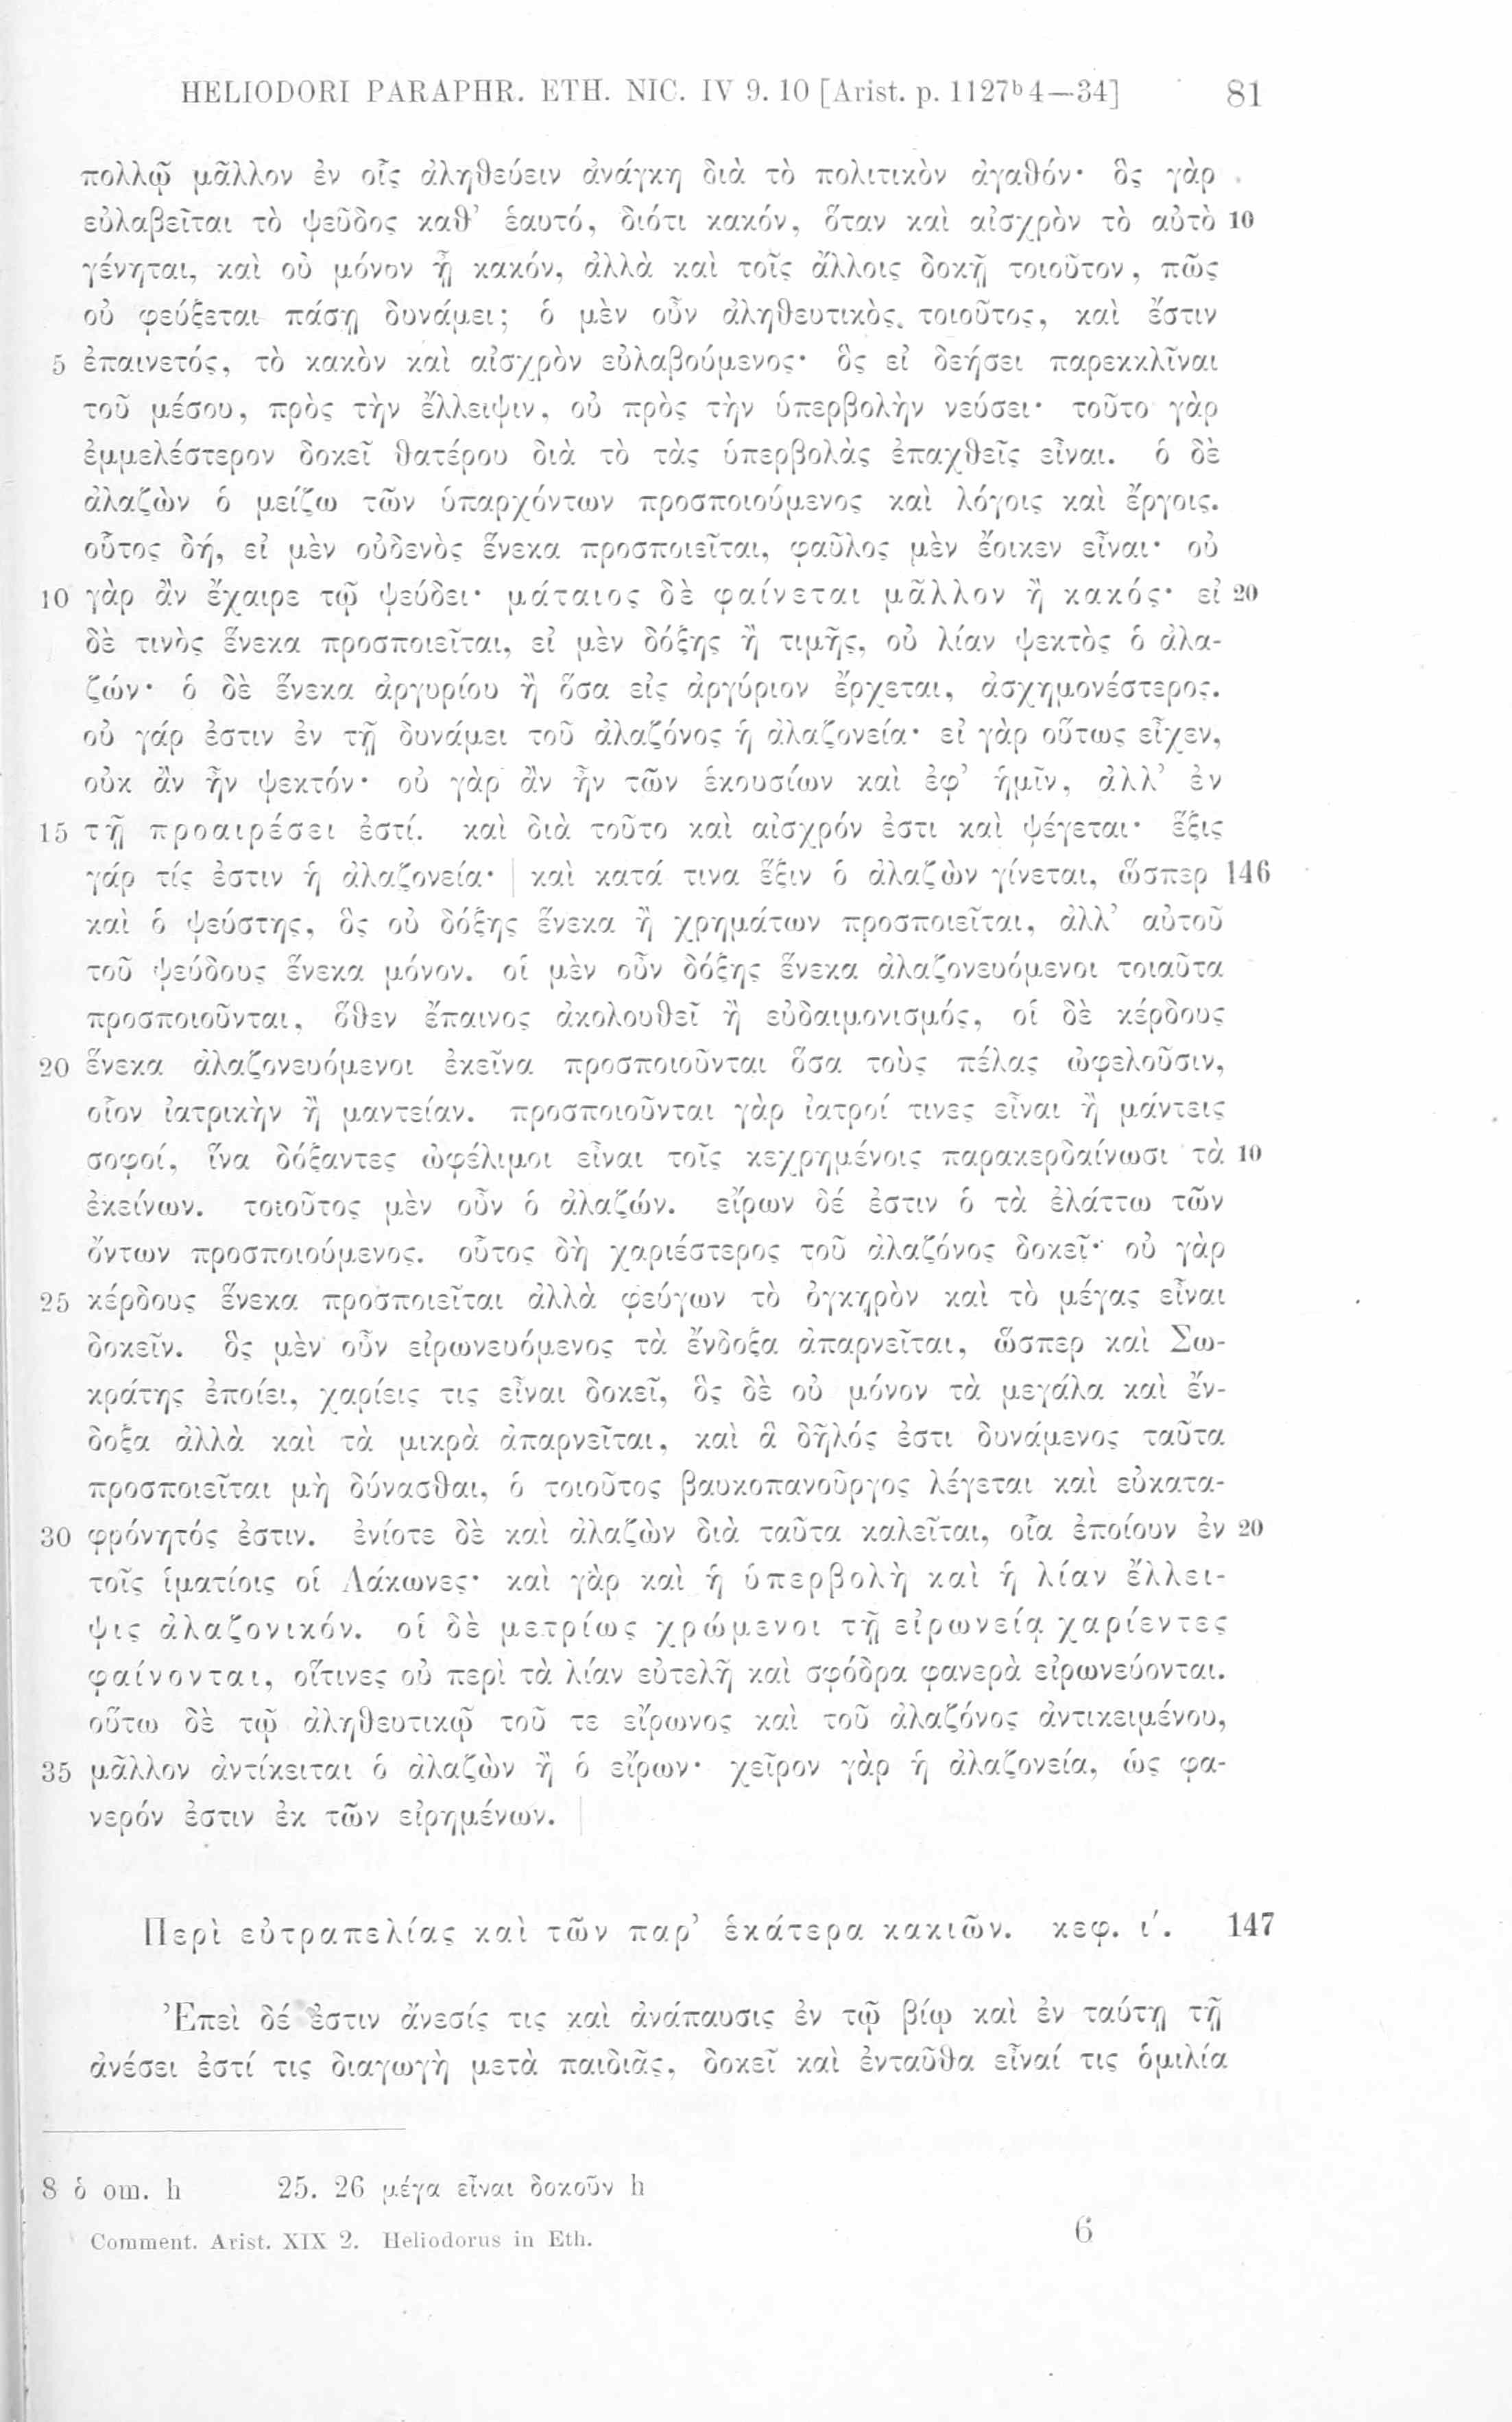 HELIODORI PARAPHR. ETH. NIC. IV 9. 10 [Arist. p. 1127ᵇ 4—34] 81
πολλῷ μᾶλλον ἐν οἷς ἀληθεύειν ἀνάγκη διὰ τὸ πολιτικὸν ἀγαθόν· ὃς γὰρ
εὐλαβεῖται τὸ ψεῦδος καθ’ ἑαυτό, διότι κακόν, ὅταν καὶ αἰσχρὸν τὸ αὐτὸ 10
γένηται, καὶ οὐ μόνον ᾖ κακόν, ἀλλὰ καὶ τοῖς ἄλλοις δοκῇ τοιοῦτον, πῶς
οὐ φεύξεται πάσῃ δυνάμει; ὁ μὲν οὖν ἀληθευτικὸς τοιοῦτος, καὶ ἔστιν
5 ἐπαινετός, τὸ κακὸν καὶ αἰσχρὸν εὐλαβούμενος· ὃς εἰ δεήσει παρεκκλῖναι
τοῦ μέσου, πρὸς τὴν ἔλλειψιν, οὐ πρὸς τὴν ὑπερβολὴν νεύσει· τοῦτο γὰρ
ἐμμελέστερον δοκεῖ θατέρου διὰ τὸ τὰς ὑπερβολὰς ἐπαχθεῖς εἶναι. ὁ δὲ
ἀλαζὼν ὁ μείζω τῶν ὑπαρχόντων προσποιούμενος καὶ λόγοις καὶ ἔργοις.
οὗτος δή, εἰ μὲν οὐδενὸς ἕνεκα προσποιεῖται, φαῦλος μὲν ἔοικεν εἶναι· οὐ
10 γὰρ ἂν ἔχαιρε τῷ ψεύδει· μάταιος δὲ φαίνεται μᾶλλον ἢ κακός· εἰ 20
δὲ τινὸς ἕνεκα προσποιεῖται, εἰ μὲν δόξης ἢ τιμῆς, οὐ λίαν ψεκτὸς ὁ ἀλα-
ζών· ὁ δὲ ἕνεκα ἀργυρίου ἢ ὅσα εἰς ἀργύριον ἔρχεται, ἀσχημονέστερος.
οὐ γάρ ἐστιν ἐν τῇ δυνάμει τοῦ ἀλαζόνος ἡ ἀλαζονεία· εἰ γὰρ οὕτως εἶχεν,
οὐκ ἂν ἦν ψεκτόν· οὐ γὰρ ἂν ἦν τῶν ἑκουσίων καὶ ἐφ’ ἡμῖν, ἀλλ’ ἐν
15 τῇ προαιρέσει ἐστί. καὶ διὰ τοῦτο καὶ αἰσχρόν ἐστι καὶ ψέγεται· ἕξις
γάρ τίς ἐστιν ἡ ἀλαζονεία· | καὶ κατά τινα ἕξιν ὁ ἀλαζὼν γίνεται, ὥσπερ 146
καὶ ὁ ψεύστης, ὃς οὐ δόξης ἕνεκα ἢ χρημάτων προσποιεῖται, ἀλλ’ αὐτοῦ
τοῦ ψεύδους ἕνεκα μόνον. οἱ μὲν οὖν δόξης ἕνεκα ἀλαζονευόμενοι τοιαῦτα
προσποιοῦνται, ὅθεν ἔπαινος ἀκολουθεῖ ἢ εὐδαιμονισμός, οἱ δὲ κέρδους
20 ἕνεκα ἀλαζονευόμενοι ἐκεῖνα προσποιοῦνται ὅσα τοὺς πέλας ὠφελοῦσιν,
οἷον ἰατρικὴν ἢ μαντείαν. προσποιοῦνται γὰρ ἰατροί τινες εἶναι ἢ μάντεις
σοφοί, ἵνα δόξαντες ὠφέλιμοι εἶναι τοῖς κεχρημένοις παρακερδαίνωσι τὰ 10
ἐκείνων. τοιοῦτος μὲν οὖν ὁ ἀλαζών. εἴρων δέ ἐστιν ὁ τὰ ἐλάττω τῶν
ὄντων προσποιούμενος. οὗτος δὴ χαριέστερος τοῦ ἀλαζόνος δοκεῖ· οὐ γὰρ
25 κέρδους ἕνεκα προσποιεῖται ἀλλὰ φεύγων τὸ ὀγκηρὸν καὶ τὸ μέγας εἶναι
δοκεῖν. ὃς μὲν οὖν εἰρωνευόμενος τὰ ἔνδοξα ἀπαρνεῖται, ὥσπερ καὶ Σω-
κράτης ἐποίει, χαρίεις τις εἶναι δοκεῖ, ὃς δὲ οὐ μόνον τὰ μεγάλα καὶ ἔν-
δοξα ἀλλὰ καὶ τὰ μικρὰ ἀπαρνεῖται, καὶ ἃ δῆλός ἐστι δυνάμενος ταῦτα
προσποιεῖται μὴ δύνασθαι, ὁ τοιοῦτος βαυκοπανοῦργος λέγεται καὶ εὐκατα-
30 φρόνητός ἐστιν. ἐνίοτε δὲ καὶ ἀλαζὼν διὰ ταῦτα καλεῖται, οἷα ἐποίουν ἐν 20
τοῖς ἱματίοις οἱ Λάκωνες· καὶ γὰρ καὶ ἡ ὑπερβολὴ καὶ ἡ λίαν ἔλλει-
ψις ἀλαζονικόν. οἱ δὲ μετρίως χρώμενοι τῇ εἰρωνείᾳ χαρίεντες
φαίνονται, οἵτινες οὐ περὶ τὰ λίαν εὐτελῆ καὶ σφόδρα φανερὰ εἰρωνεύονται.
οὕτω δὲ τῷ ἀληθευτικῷ τοῦ τε εἴρωνος καὶ τοῦ ἀλαζόνος ἀντικειμένου,
35 μᾶλλον ἀντίκειται ὁ ἀλαζὼν ἢ ὁ εἴρων· χεῖρον γὰρ ἡ ἀλαζονεία, ὡς φα-
νερόν ἐστιν ἐκ τῶν εἰρημένων. |
Περὶ εὐτραπελίας καὶ τῶν παρ’ ἑκάτερα κακιῶν. κεφ. ι΄. 147
Ἐπεὶ δέ ἐστιν ἄνεσίς τις καὶ ἀνάπαυσις ἐν τῷ βίῳ καὶ ἐν ταύτῃ τῇ
ἀνέσει ἐστί τις διαγωγὴ μετὰ παιδιᾶς, δοκεῖ καὶ ἐνταῦθα εἶναί τις ὁμιλία
8 ὁ om. h 25. 26 μέγα εἶναι δοκοῦν h
Comment. Arist. XIX 2. Heliodorus in Eth. 6